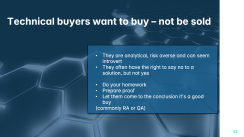 Technical buyers want to buy – not be sold
• They are analytical, risk averse and can seem
introvert
• They often have the right to say no to a
solution, but not yes
• Do your homework
• Prepare proof
• Let them come to the conclusion it's a good
buy
(commonly RA or QA)